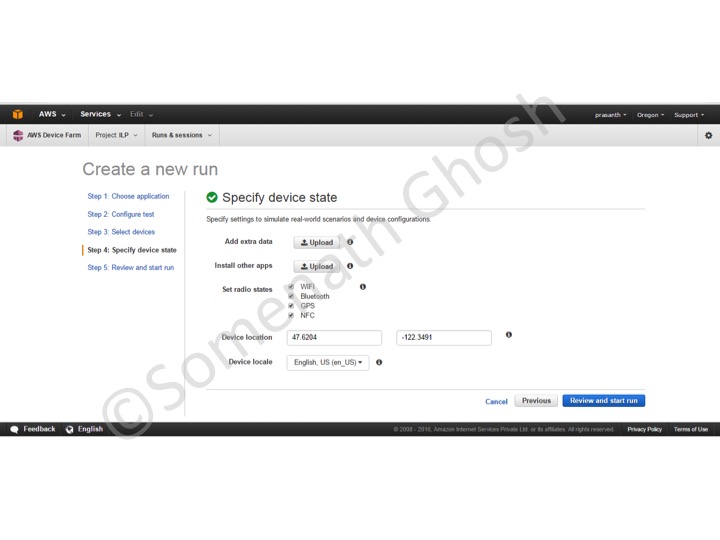 AWS Services Edit prasanth Oregon Support
AWS Device Farm Project: ILP Runs & sessions
Create a new run
Step 1: Choose application
Step 2: Configure test
Step 3: Select devices
Step 4: Specify device state
Step 5: Review and start run
Specify device state
Specify settings to simulate real-world scenarios and device configurations.
Add extra data Upload
Install other apps Upload
Set radio states WIFI
Bluetooth
GPS
NFC
Device location 47.6204 -122.3491
Device locale English, US (en_US)
Cancel Previous Review and start run
Feedback English © 2008 - 2016, Amazon Internet Services Private Ltd. or its affiliates. All rights reserved. Privacy Policy Terms of Use
©Somenath Ghosh